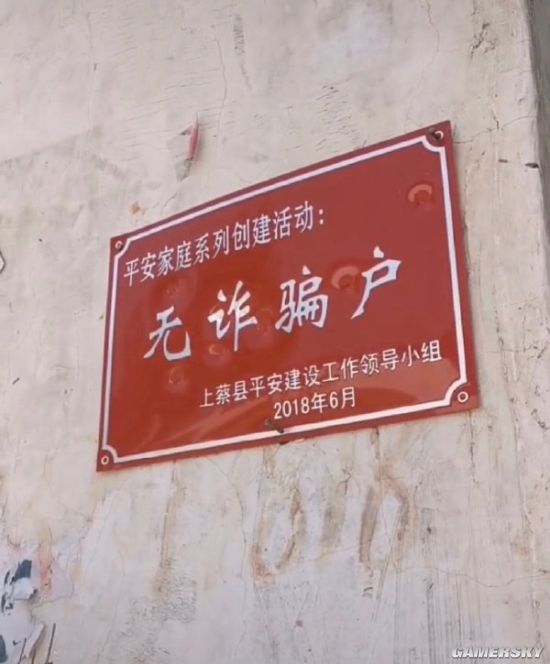 平安家庭系列创建活动：
无诈骗户
上蔡县平安建设工作领导小组
2018年6月
GAMERSKY